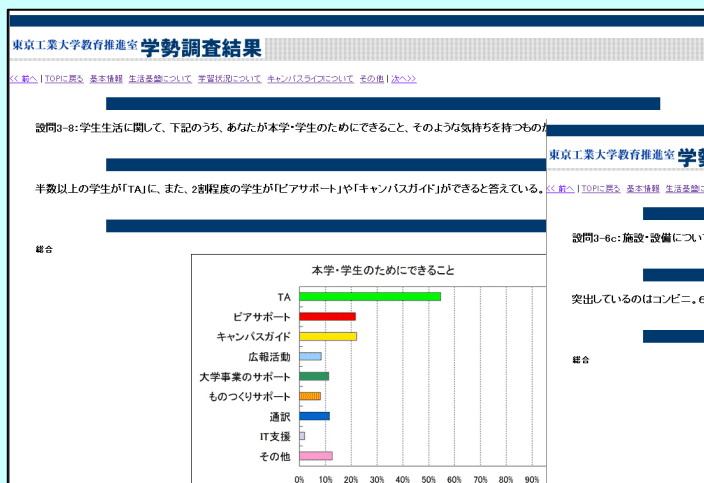 東京工業大学教育推進室 学勢調査結果
<< 前へ | TOPに戻る 基本情報 生活基盤について 学習状況について キャンパスライフについて その他 | 次へ>>
設問3-8:学生生活に関して、下記のうち、あなたが本学・学生のためにできること、そのような気持ちを持つものが
半数以上の学生が「TA」に、また、2割程度の学生が「ピアサポート」や「キャンパスガイド」ができると答えている。
総合
本学・学生のためにできること
TA
ピアサポート
キャンパスガイド
広報活動
大学事業のサポート
ものつくりサポート
通訳
IT支援
その他
0% 10% 20% 30% 40% 50% 60% 70% 80% 90%
東京工業大学教育推進室 学勢
<< 前へ | TOPに戻る 基本情報 生活基盤に
設問3-6c:施設・設備につい
突出しているのはコンビニ。6
総合